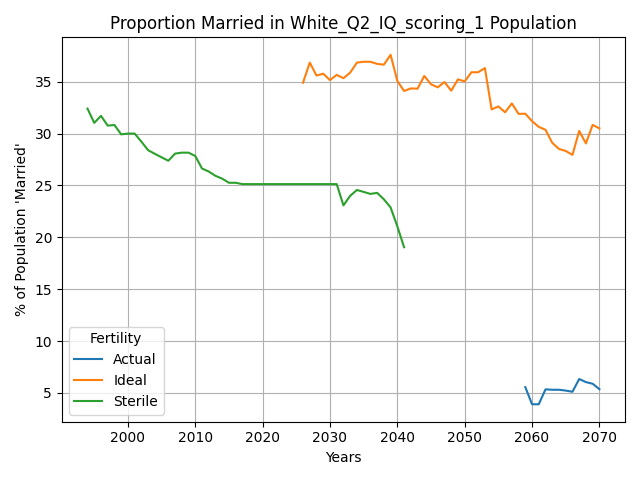 Proportion Married in White_Q2_IQ_scoring_1 Population
% of Population 'Married'
35
30
25
20
15
10
5
Fertility
Actual
Ideal
Sterile
2000 2010 2020 2030 2040 2050 2060 2070
Years